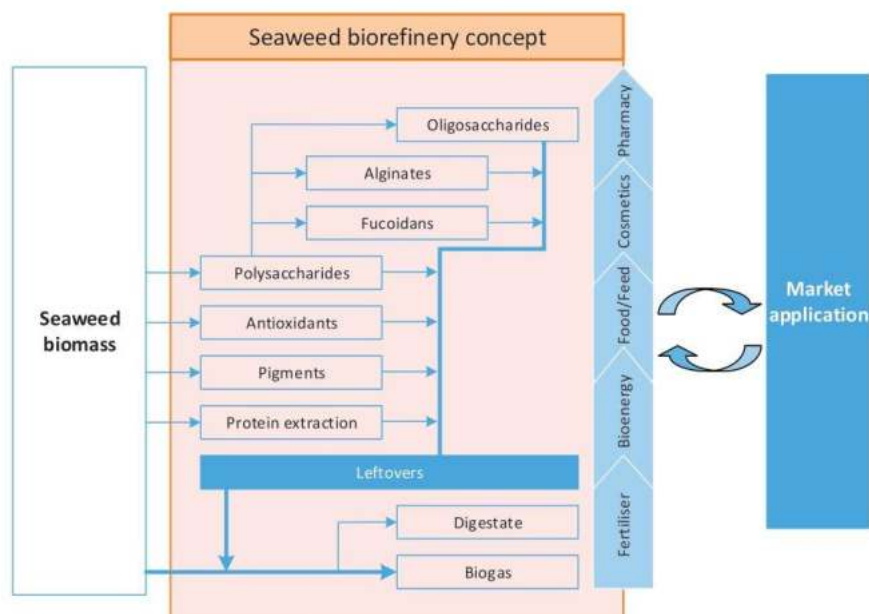 Seaweed biorefinery concept
Oligosaccharides
Alginates
Fucoidans
Polysaccharides
Antioxidants
Pigments
Protein extraction
Leftovers
Digestate
Biogas
Seaweed
biomass
Pharmacy
Cosmetics
Food/Feed
Bioenergy
Fertiliser
Market
application